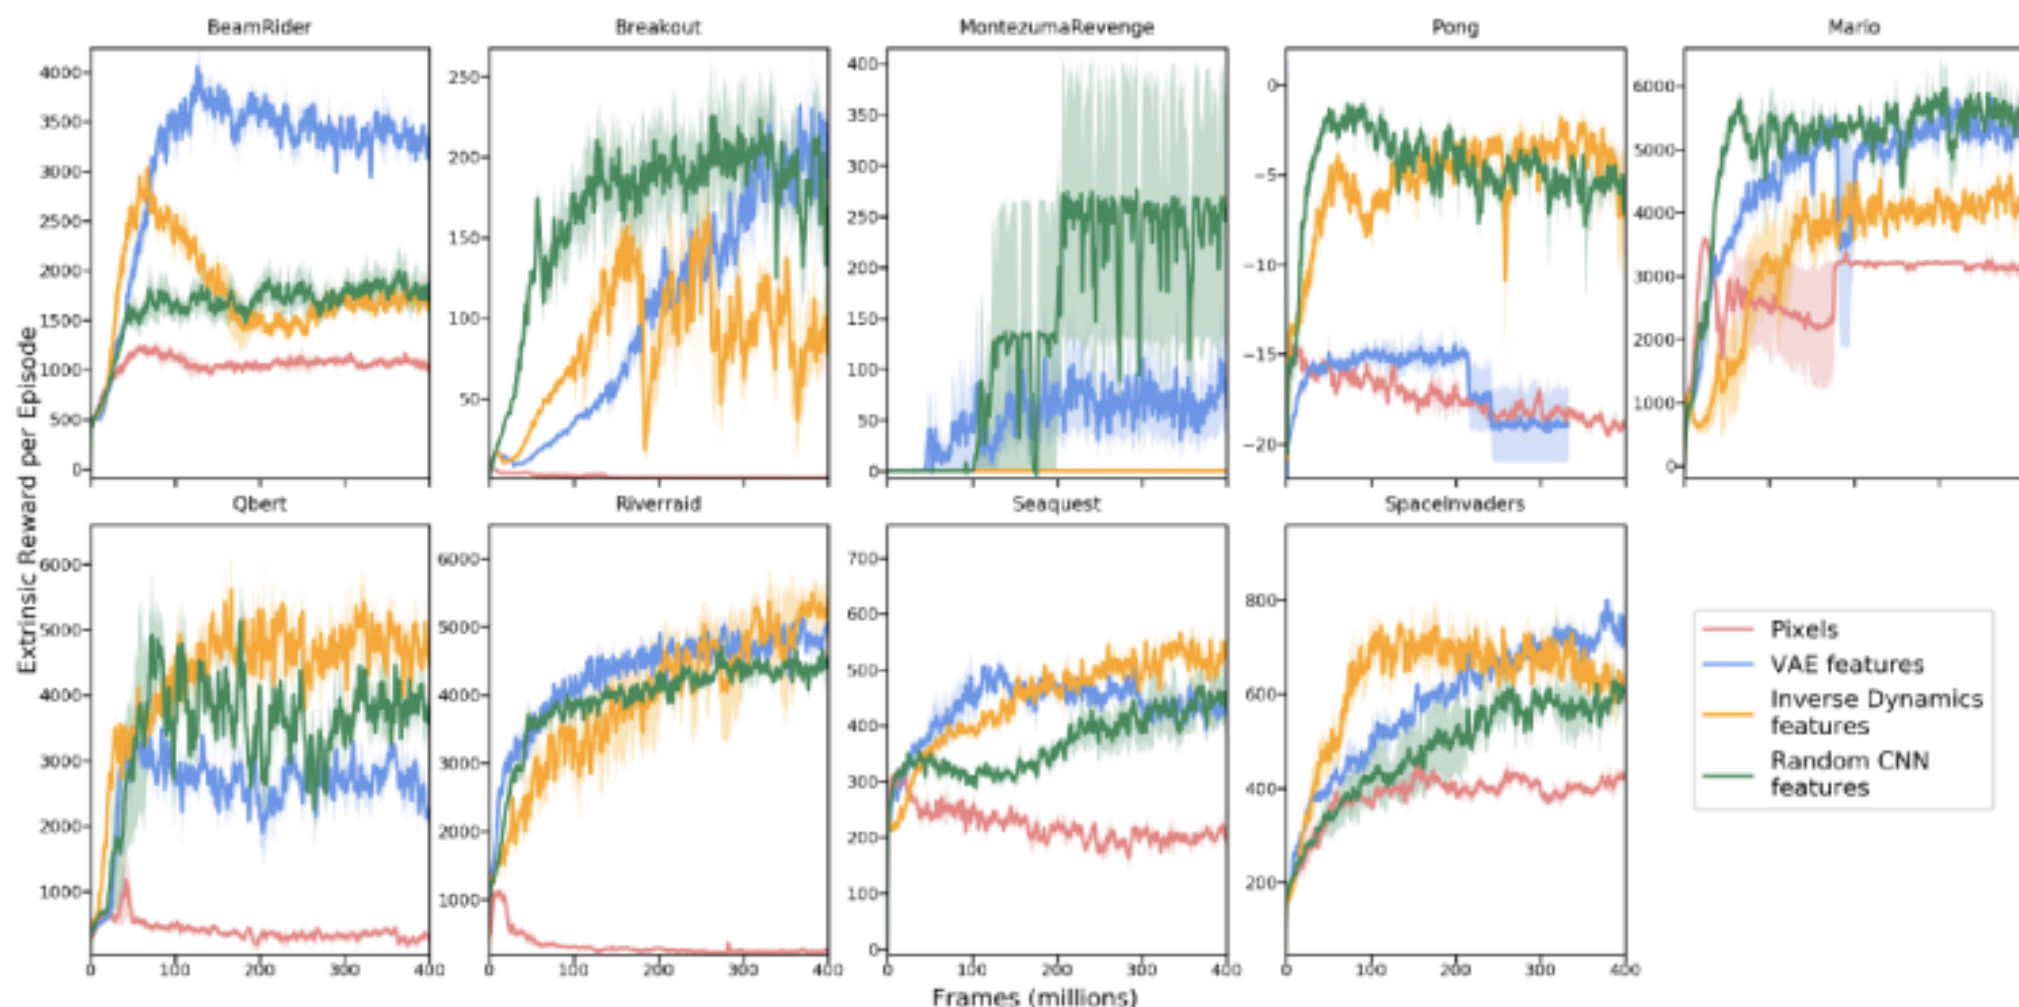 BeamRider
Breakout
MontezumaRevenge
Pong
Mario
4000
3500
3000
2500
2000
1500
1000
500
0
250
200
150
100
50
400
350
300
250
200
150
100
50
0
0
−5
−10
−15
−20
6000
5000
4000
3000
2000
1000
0
Extrinsic Reward per Episode
Qbert
Riverraid
Seaquest
SpaceInvaders
6000
5000
4000
3000
2000
1000
0 100 200 300 400
6000
5000
4000
3000
2000
1000
0 100 200 300 400
700
600
500
400
300
200
100
0
0 100 200 300 400
800
600
400
200
0 100 200 300 400
Pixels
VAE features
Inverse Dynamics
features
Random CNN
features
Frames (millions)